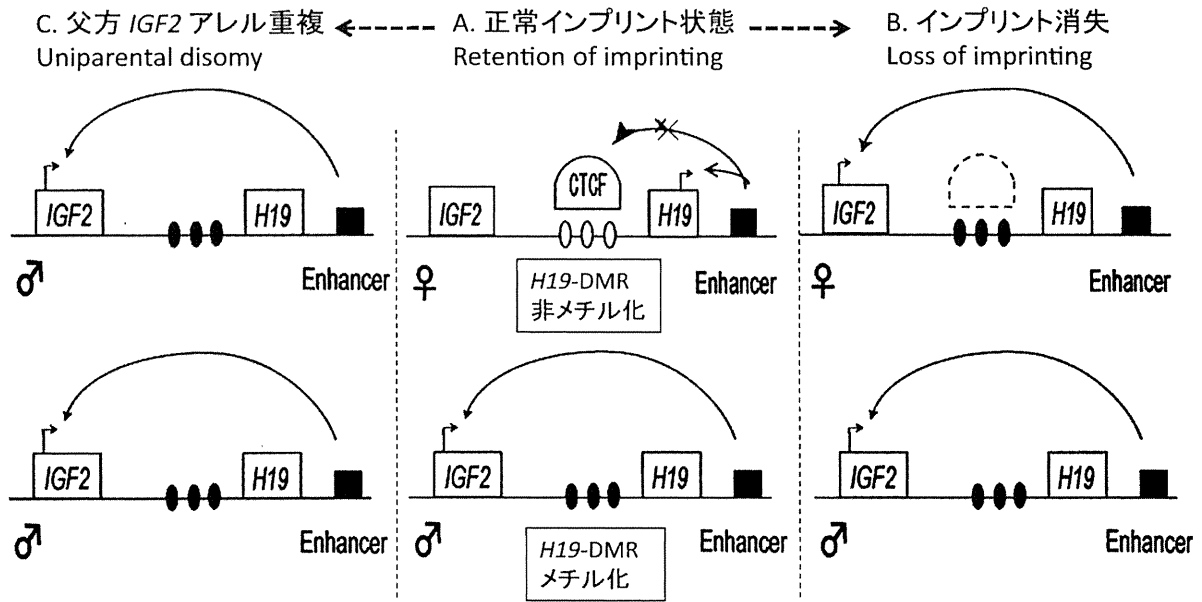 C. 父方 IGF2 アレル重複
Uniparental disomy
A. 正常インプリント状態
Retention of imprinting
B. インプリント消失
Loss of imprinting
IGF2
H19
♂
Enhancer
IGF2
CTCF
H19
♀
H19-DMR
非メチル化
Enhancer
IGF2
H19
♀
Enhancer
IGF2
H19
♂
Enhancer
IGF2
H19
♂
H19-DMR
メチル化
Enhancer
IGF2
H19
♂
Enhancer